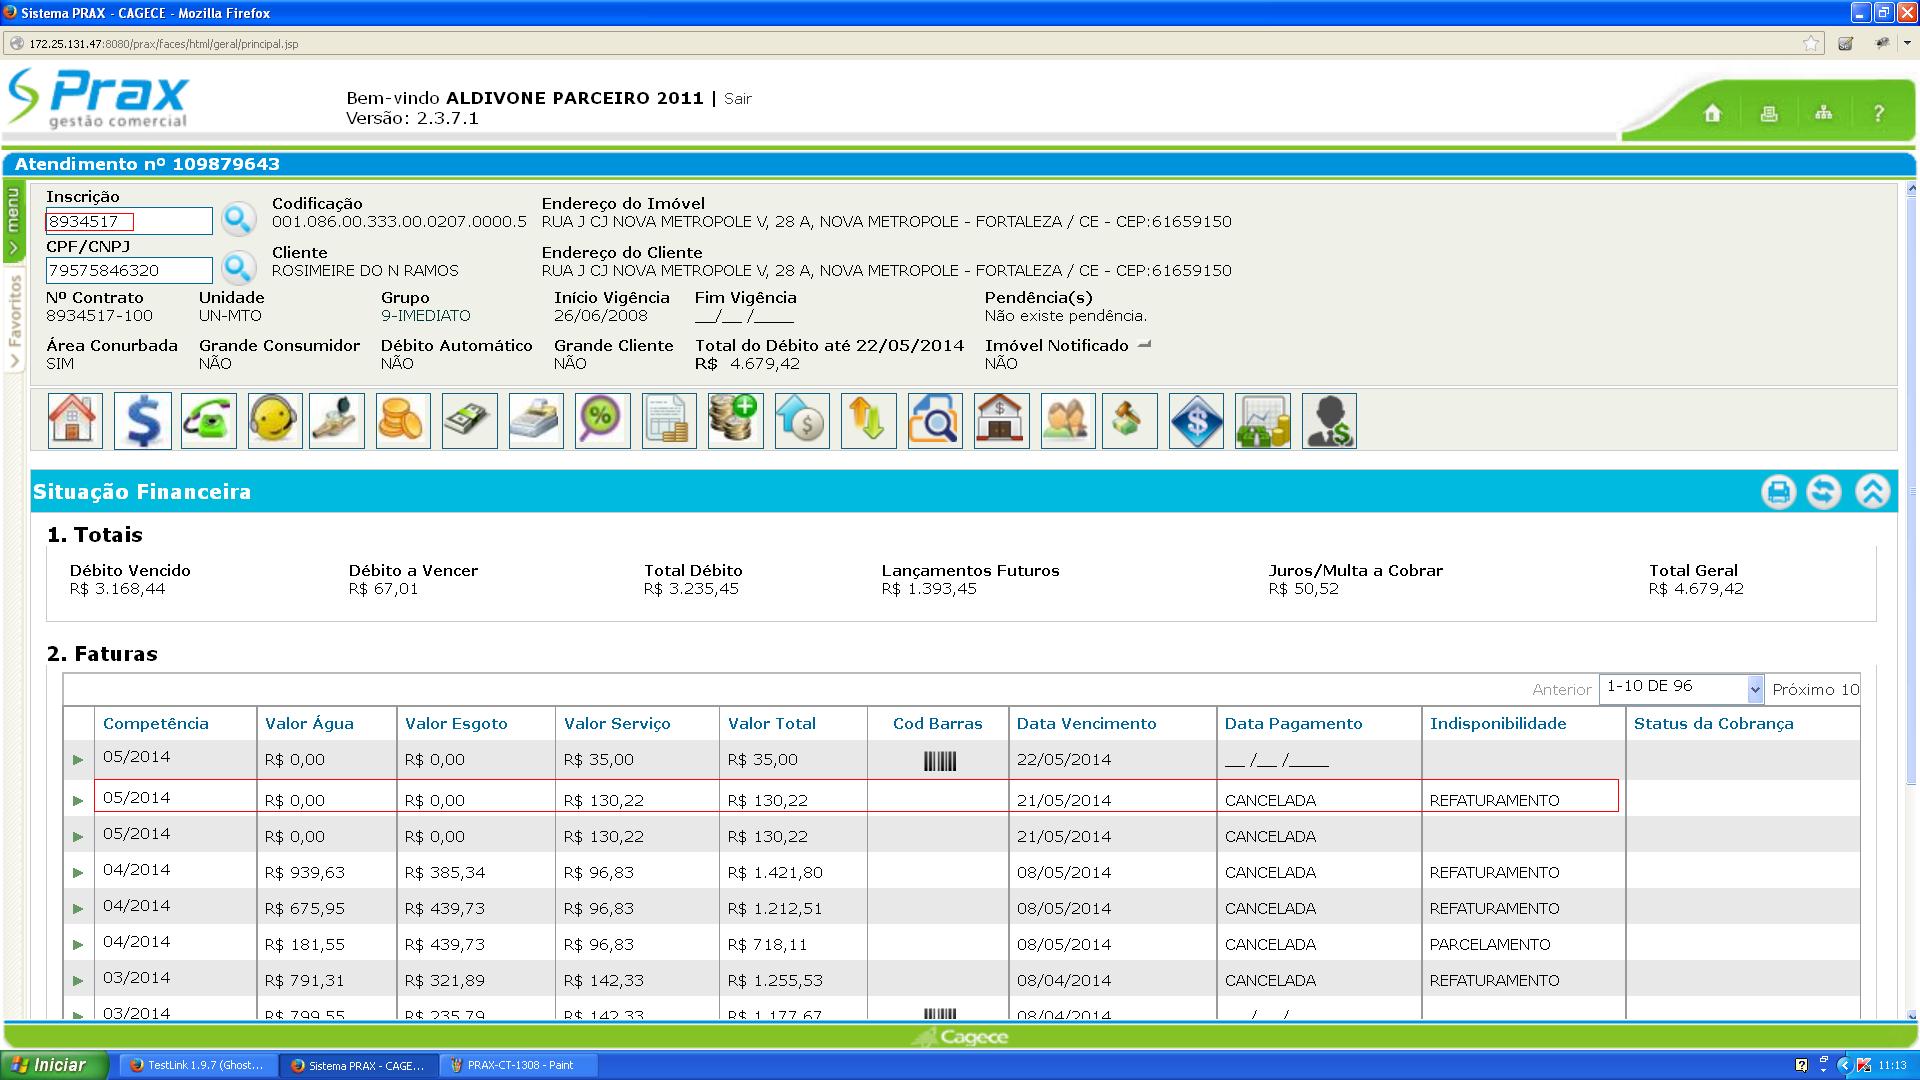 Sistema PRAX - CAGECE - Mozilla Firefox
172.25.131.47:8080/prax/faces/html/geral/principal.jsp
Prax
gestão comercial
Bem-vindo ALDIVONE PARCEIRO 2011 | Sair
Versão: 2.3.7.1
Atendimento nº 109879643
menu
Favoritos
Inscrição
8934517
Codificação
001.086.00.333.00.0207.0000.5
Endereço do Imóvel
RUA J CJ NOVA METROPOLE V, 28 A, NOVA METROPOLE - FORTALEZA / CE - CEP:61659150
CPF/CNPJ
79575846320
Cliente
ROSIMEIRE DO N RAMOS
Endereço do Cliente
RUA J CJ NOVA METROPOLE V, 28 A, NOVA METROPOLE - FORTALEZA / CE - CEP:61659150
Nº Contrato Unidade Grupo Início Vigência Fim Vigência Pendência(s)
8934517-100 UN-MTO 9-IMEDIATO 26/06/2008 __/__ /____ Não existe pendência.
Área Conurbada Grande Consumidor Débito Automático Grande Cliente Total do Débito até 22/05/2014 Imóvel Notificado
SIM NÃO NÃO NÃO R$ 4.679,42 NÃO
Situação Financeira
1. Totais
Débito Vencido Débito a Vencer Total Débito Lançamentos Futuros Juros/Multa a Cobrar Total Geral
R$ 3.168,44 R$ 67,01 R$ 3.235,45 R$ 1.393,45 R$ 50,52 R$ 4.679,42
2. Faturas
Anterior 1-10 DE 96 Próximo 10
Competência Valor Água Valor Esgoto Valor Serviço Valor Total Cod Barras Data Vencimento Data Pagamento Indisponibilidade Status da Cobrança
05/2014 R$ 0,00 R$ 0,00 R$ 35,00 R$ 35,00 22/05/2014 __ /__ /____
05/2014 R$ 0,00 R$ 0,00 R$ 130,22 R$ 130,22 21/05/2014 CANCELADA REFATURAMENTO
05/2014 R$ 0,00 R$ 0,00 R$ 130,22 R$ 130,22 21/05/2014 CANCELADA
04/2014 R$ 939,63 R$ 385,34 R$ 96,83 R$ 1.421,80 08/05/2014 CANCELADA REFATURAMENTO
04/2014 R$ 675,95 R$ 439,73 R$ 96,83 R$ 1.212,51 08/05/2014 CANCELADA REFATURAMENTO
04/2014 R$ 181,55 R$ 439,73 R$ 96,83 R$ 718,11 08/05/2014 CANCELADA PARCELAMENTO
03/2014 R$ 791,31 R$ 321,89 R$ 142,33 R$ 1.255,53 08/04/2014 CANCELADA REFATURAMENTO
03/2014 R$ 799,55 R$ 235,79 R$ 142,33 R$ 1.177,67 08/04/2014 __ /__ /____
Cagece
Iniciar
TestLink 1.9.7 (Ghost...
Sistema PRAX - CAGE...
PRAX-CT-1308 - Paint
11:13